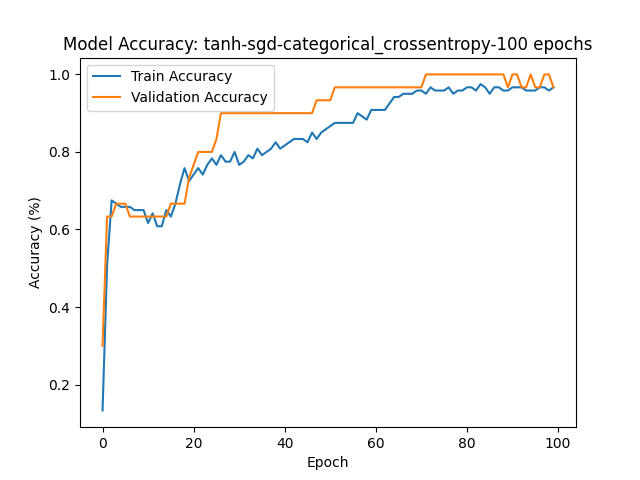 Model Accuracy: tanh-sgd-categorical_crossentropy-100 epochs
Train Accuracy
Validation Accuracy
Accuracy (%)
1.0
0.8
0.6
0.4
0.2
0 20 40 60 80 100
Epoch